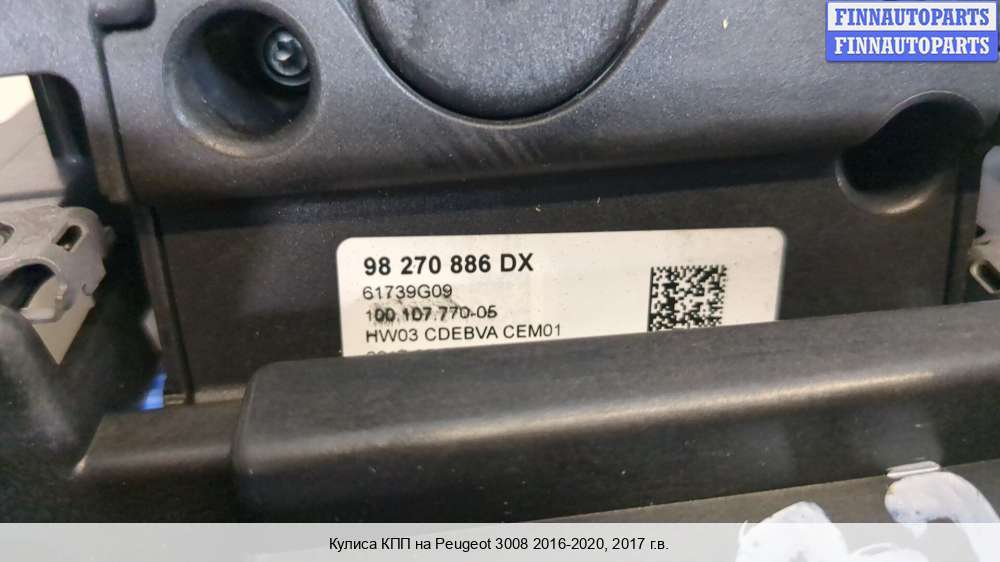 FINNAUTOPARTS
FINNAUTOPARTS
98 270 886 DX
61739G09
100.107.770-05
HW03 CDEBVA CEM01
Кулиса КПП на Peugeot 3008 2016-2020, 2017 г.в.